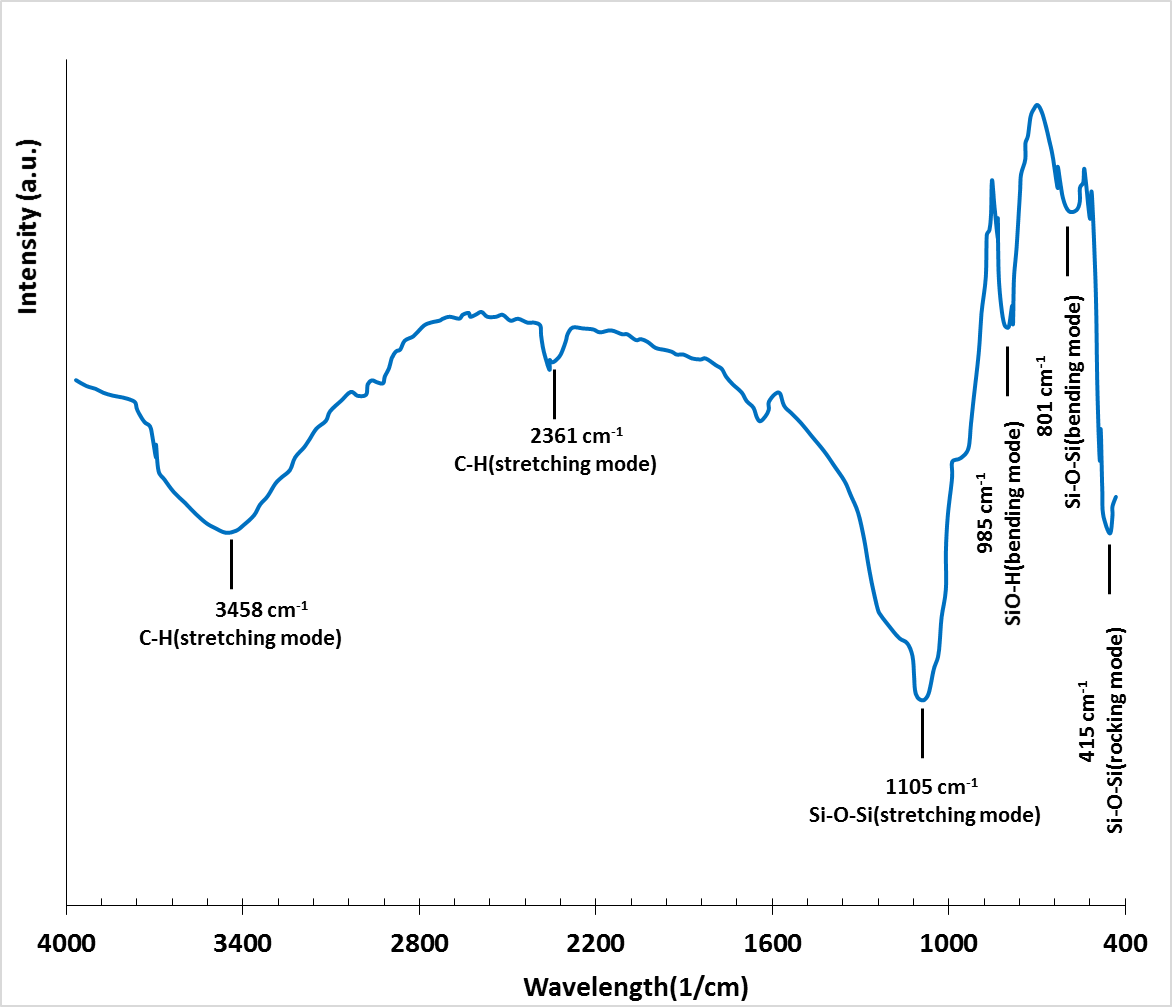 Intensity (a.u.)
2361 cm⁻¹
C-H(stretching mode)
3458 cm⁻¹
C-H(stretching mode)
985 cm⁻¹
SiO-H(bending mode)
801 cm⁻¹
Si-O-Si(bending mode)
415 cm⁻¹
Si-O-Si(rocking mode)
1105 cm⁻¹
Si-O-Si(stretching mode)
4000 3400 2800 2200 1600 1000 400
Wavelength(1/cm)